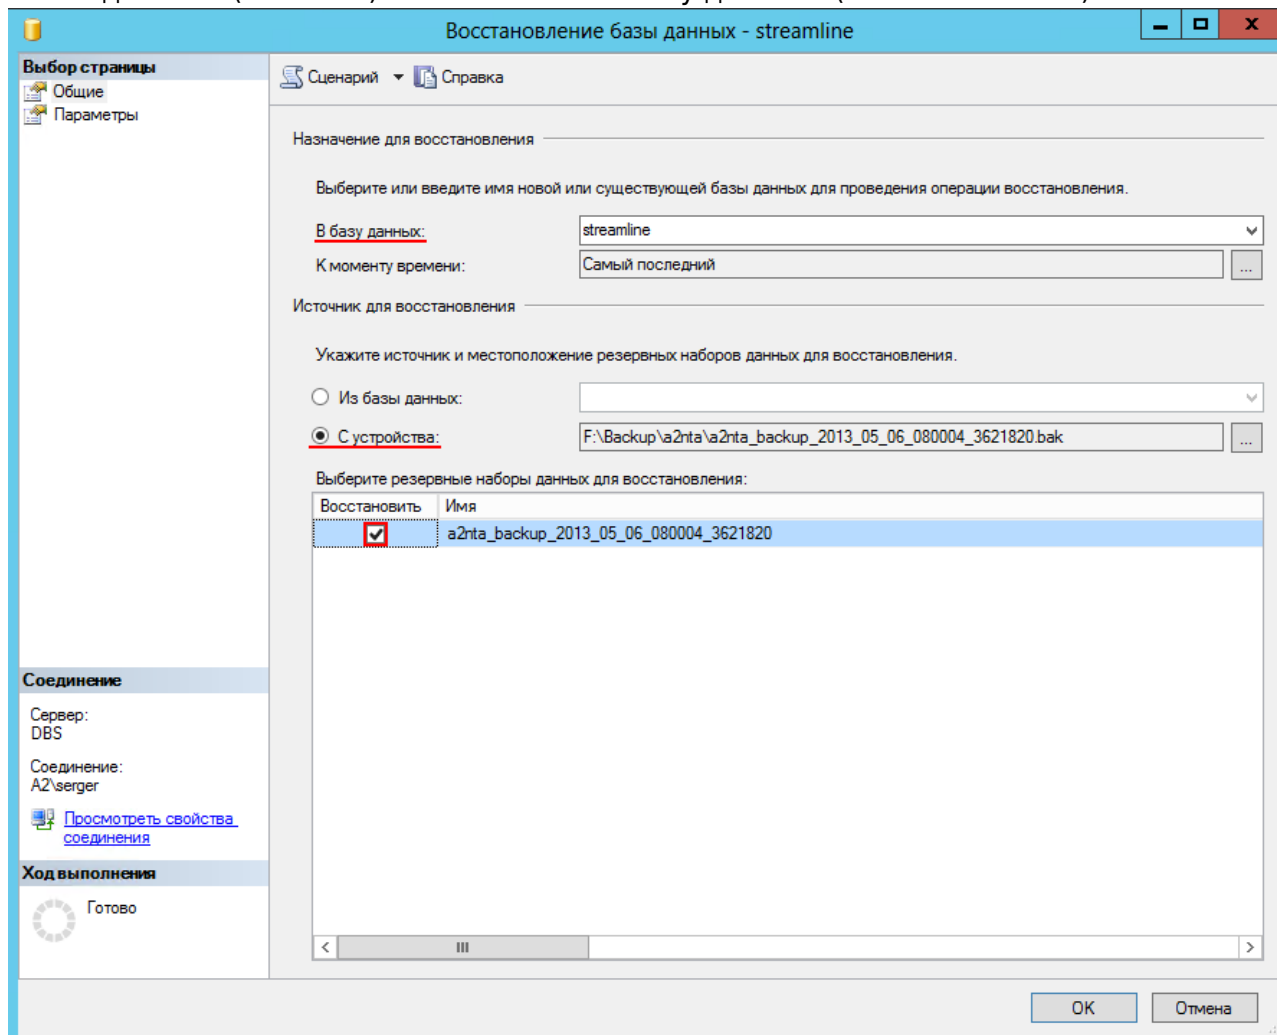 Восстановление базы данных - streamline
Выбор страницы
Общие
Параметры
Сценарий
Справка
Назначение для восстановления
Выберите или введите имя новой или существующей базы данных для проведения операции восстановления.
В базу данных:
streamline
К моменту времени:
Самый последний
...
Источник для восстановления
Укажите источник и местоположение резервных наборов данных для восстановления.
Из базы данных:
С устройства:
F:\Backup\a2nta\a2nta_backup_2013_05_06_080004_3621820.bak
...
Выберите резервные наборы данных для восстановления:
Восстановить Имя
a2nta_backup_2013_05_06_080004_3621820
Соединение
Сервер:
DBS
Соединение:
A2\serger
Просмотреть свойства
соединения
Ход выполнения
Готово
OK
Отмена